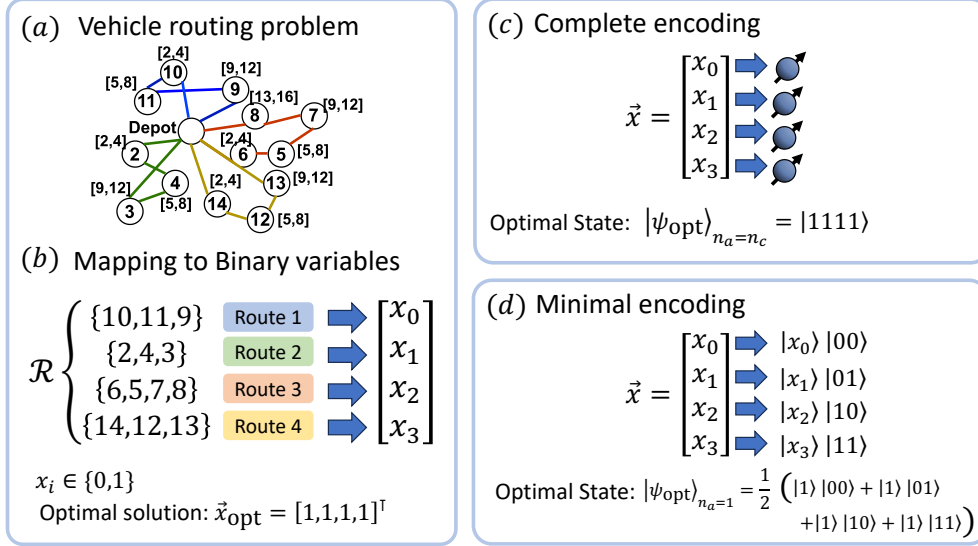 (a) Vehicle routing problem
[2,4]
10
[5,8]
11
[9,12]
9
[13,16]
8
[9,12]
7
Depot
[2,4]
2
[2,4]
6
5
[5,8]
4
[9,12]
3
[5,8]
[2,4]
14
13
[9,12]
12
[5,8]
(b) Mapping to Binary variables
ℛ
{10,11,9} Route 1 x₀
{2,4,3} Route 2 x₁
{6,5,7,8} Route 3 x₂
{14,12,13} Route 4 x₃
xᵢ ∈ {0,1}
Optimal solution: x⃗_opt = [1,1,1,1]ᵀ
(c) Complete encoding
x⃗ =
x₀
x₁
x₂
x₃
Optimal State: |ψ_opt⟩_{n_a=n_c} = |1111⟩
(d) Minimal encoding
x⃗ =
x₀ |x₀⟩ |00⟩
x₁ |x₁⟩ |01⟩
x₂ |x₂⟩ |10⟩
x₃ |x₃⟩ |11⟩
Optimal State: |ψ_opt⟩_{n_a=1} = 1/2 (|1⟩ |00⟩ + |1⟩ |01⟩
+|1⟩ |10⟩ + |1⟩ |11⟩)